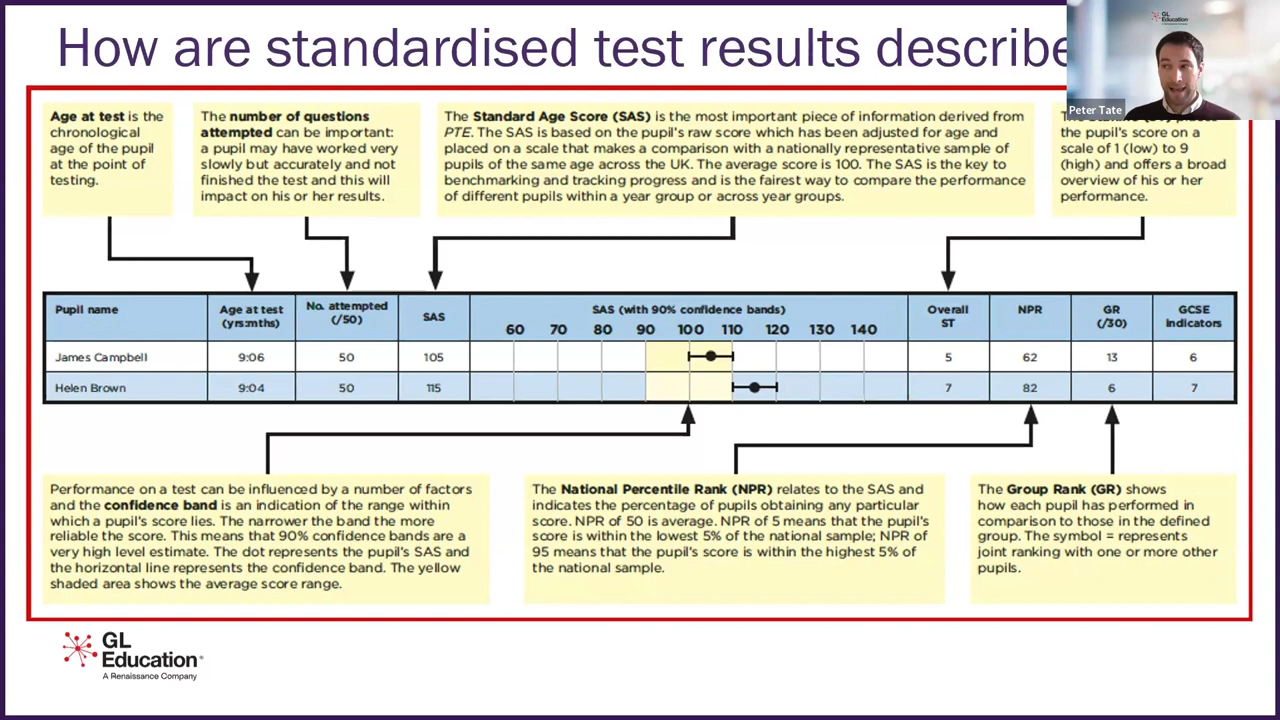 How are standardised test results describe
GL
Education
A Renaissance Company
Peter Tate
Age at test is the
chronological
age of the pupil
at the point of
testing.
The number of questions
attempted can be important:
a pupil may have worked very
slowly but accurately and not
finished the test and this will
impact on his or her results.
The Standard Age Score (SAS) is the most important piece of information derived from
PTE. The SAS is based on the pupil's raw score which has been adjusted for age and
placed on a scale that makes a comparison with a nationally representative sample of
pupils of the same age across the UK. The average score is 100. The SAS is the key to
benchmarking and tracking progress and is the fairest way to compare the performance
of different pupils within a year group or across year groups.
the pupil's score on a
scale of 1 (low) to 9
(high) and offers a broad
overview of his or her
performance.
Pupil name
Age at test
(yrs:mths)
No. attempted
(/50)
SAS
SAS (with 90% confidence bands)
60 70 80 90 100 110 120 130 140
Overall
ST
NPR
GR
(/30)
GCSE
indicators
James Campbell 9:06 50 105 5 62 13 6
Helen Brown 9:04 50 115 7 82 6 7
Performance on a test can be influenced by a number of factors
and the confidence band is an indication of the range within
which a pupil's score lies. The narrower the band the more
reliable the score. This means that 90% confidence bands are a
very high level estimate. The dot represents the pupil's SAS and
the horizontal line represents the confidence band. The yellow
shaded area shows the average score range.
The National Percentile Rank (NPR) relates to the SAS and
indicates the percentage of pupils obtaining any particular
score. NPR of 50 is average. NPR of 5 means that the pupil's
score is within the lowest 5% of the national sample; NPR of
95 means that the pupil's score is within the highest 5% of
the national sample.
The Group Rank (GR) shows
how each pupil has performed in
comparison to those in the defined
group. The symbol = represents
joint ranking with one or more other
pupils.
GL
Education
A Renaissance Company